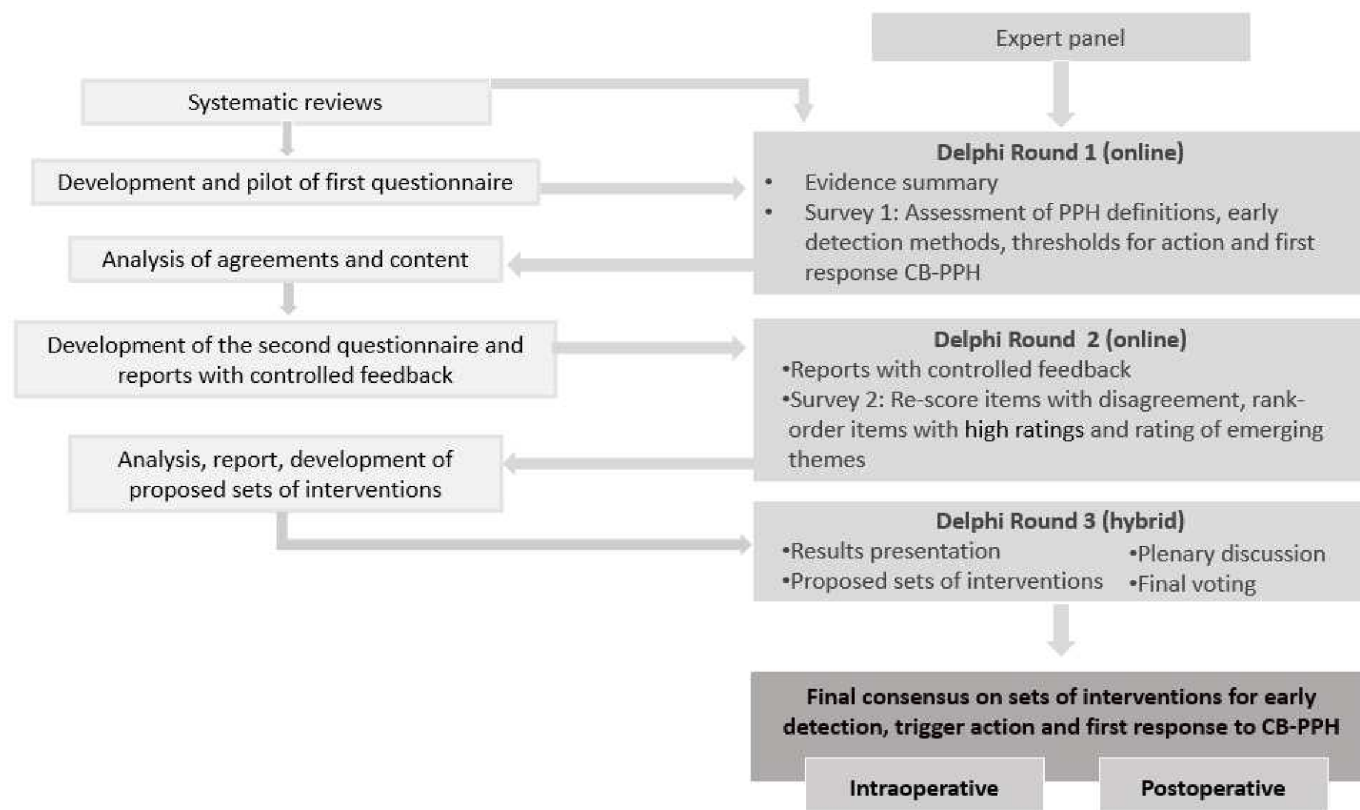 Expert panel
Systematic reviews
Development and pilot of first questionnaire
Delphi Round 1 (online)
• Evidence summary
• Survey 1: Assessment of PPH definitions, early
detection methods, thresholds for action and first
response CB-PPH
Analysis of agreements and content
Development of the second questionnaire and
reports with controlled feedback
Delphi Round 2 (online)
•Reports with controlled feedback
•Survey 2: Re-score items with disagreement, rank-
order items with high ratings and rating of emerging
themes
Analysis, report, development of
proposed sets of interventions
Delphi Round 3 (hybrid)
•Results presentation
•Proposed sets of interventions
•Plenary discussion
•Final voting
Final consensus on sets of interventions for early
detection, trigger action and first response to CB-PPH
Intraoperative
Postoperative